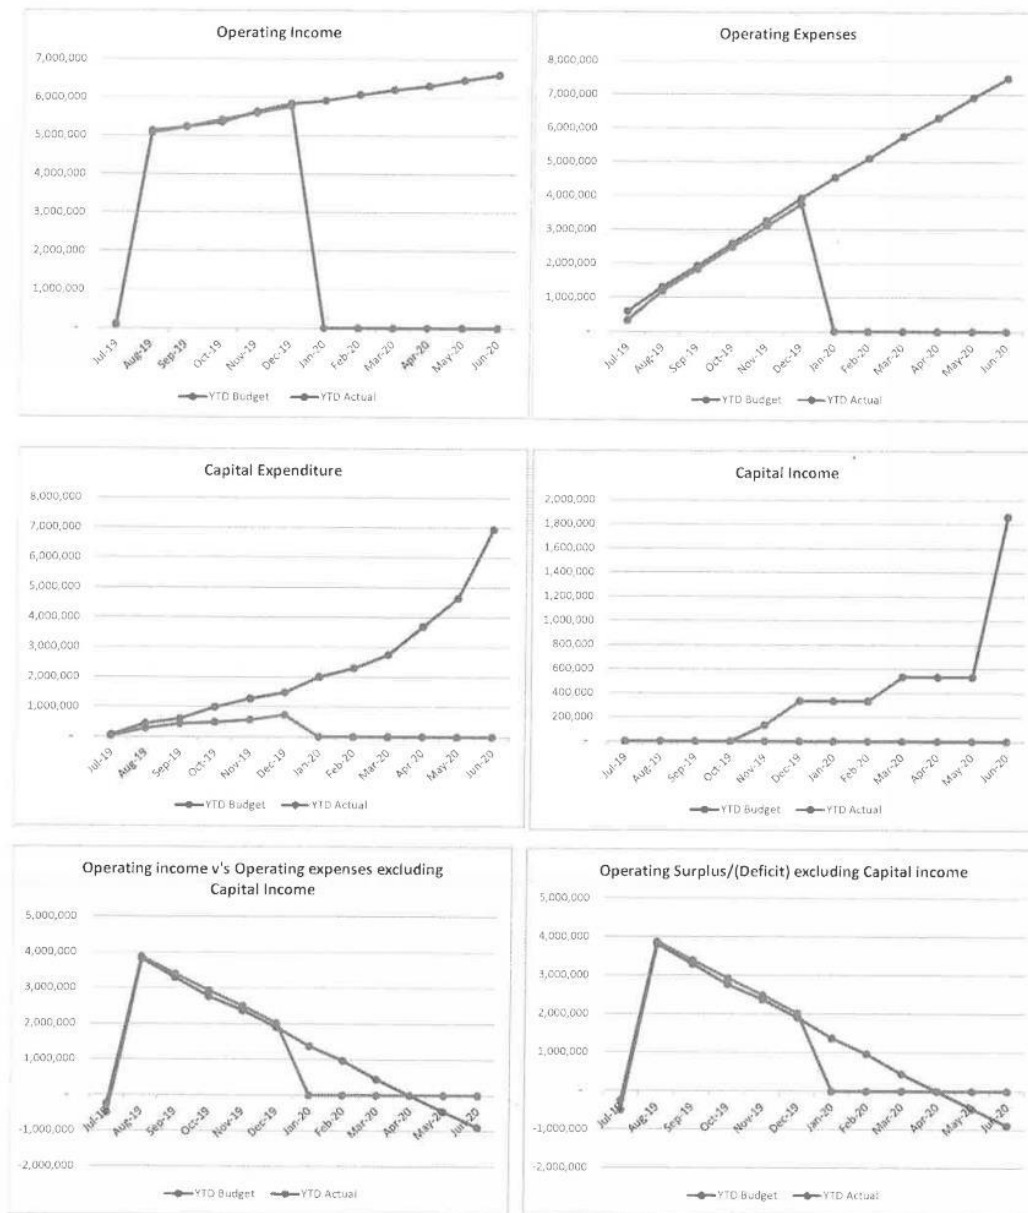 Operating Income
7,000,000
6,000,000
5,000,000
4,000,000
3,000,000
2,000,000
1,000,000
-
Jul-19 Aug-19 Sep-19 Oct-19 Nov-19 Dec-19 Jan-20 Feb-20 Mar-20 Apr-20 May-20 Jun-20
YTD Budget YTD Actual
Operating Expenses
8,000,000
7,000,000
6,000,000
5,000,000
4,000,000
3,000,000
2,000,000
1,000,000
-
Jul-19 Aug-19 Sep-19 Oct-19 Nov-19 Dec-19 Jan-20 Feb-20 Mar-20 Apr-20 May-20 Jun-20
YTD Budget YTD Actual
Capital Expenditure
8,000,000
7,000,000
6,000,000
5,000,000
4,000,000
3,000,000
2,000,000
1,000,000
-
Jul-19 Aug-19 Sep-19 Oct-19 Nov-19 Dec-19 Jan-20 Feb-20 Mar-20 Apr-20 May-20 Jun-20
YTD Budget YTD Actual
Capital Income
2,000,000
1,800,000
1,600,000
1,400,000
1,200,000
1,000,000
800,000
600,000
400,000
200,000
-
Jul-19 Aug-19 Sep-19 Oct-19 Nov-19 Dec-19 Jan-20 Feb-20 Mar-20 Apr-20 May-20 Jun-20
YTD Budget YTD Actual
Operating income v's Operating expenses excluding
Capital Income
5,000,000
4,000,000
3,000,000
2,000,000
1,000,000
-
Jul-19 Aug-19 Sep-19 Oct-19 Nov-19 Dec-19 Jan-20 Feb-20 Mar-20 Apr-20 May-20 Jun-20
-1,000,000
-2,000,000
YTD Budget YTD Actual
Operating Surplus/(Deficit) excluding Capital income
5,000,000
4,000,000
3,000,000
2,000,000
1,000,000
-
Jul-19 Aug-19 Sep-19 Oct-19 Nov-19 Dec-19 Jan-20 Feb-20 Mar-20 Apr-20 May-20 Jun-20
-1,000,000
-2,000,000
YTD Budget YTD Actual